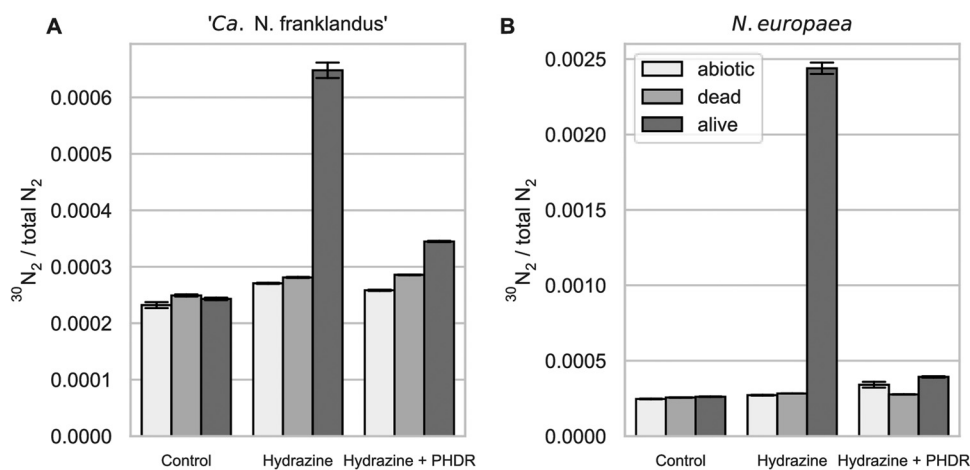 A
'Ca. N. franklandus'
0.0006
0.0005
0.0004
0.0003
0.0002
0.0001
0.0000
³⁰N₂ / total N₂
Control
Hydrazine
Hydrazine + PHDR
B
N. europaea
abiotic
dead
alive
0.0025
0.0020
0.0015
0.0010
0.0005
0.0000
³⁰N₂ / total N₂
Control
Hydrazine
Hydrazine + PHDR